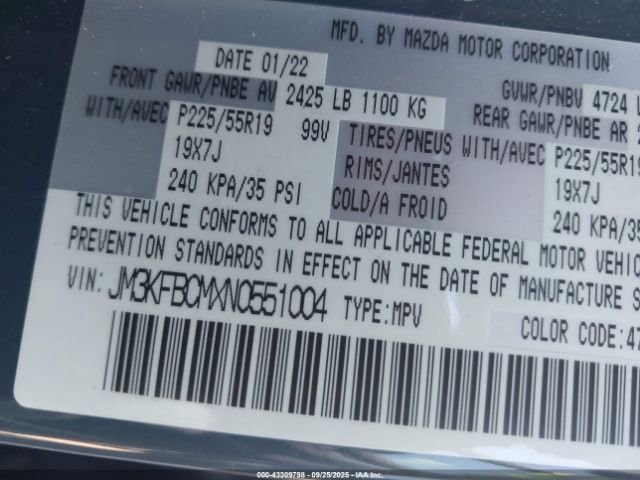 MFD. BY MAZDA MOTOR CORPORATION
DATE 01/22
FRONT GAWR/PNBE AV 2425 LB 1100 KG
WITH/AVEC P225/55R19 99V
19X7J
240 KPA/35 PSI
TIRES/PNEUS
RIMS/JANTES
COLD/A FROID
GVWR/PNBV 4724 L
REAR GAWR/PNBE AR
WITH/AVEC P225/55R19
19X7J
240 KPA/35
THIS VEHICLE CONFORMS TO ALL APPLICABLE FEDERAL MOTOR VEHIC
PREVENTION STANDARDS IN EFFECT ON THE DATE OF MANUFACTURE S
VIN: JM3KFBCMXN0551004 TYPE:MPV
COLOR CODE:47
000-43309798 - 09/25/2025 - IAA Inc.